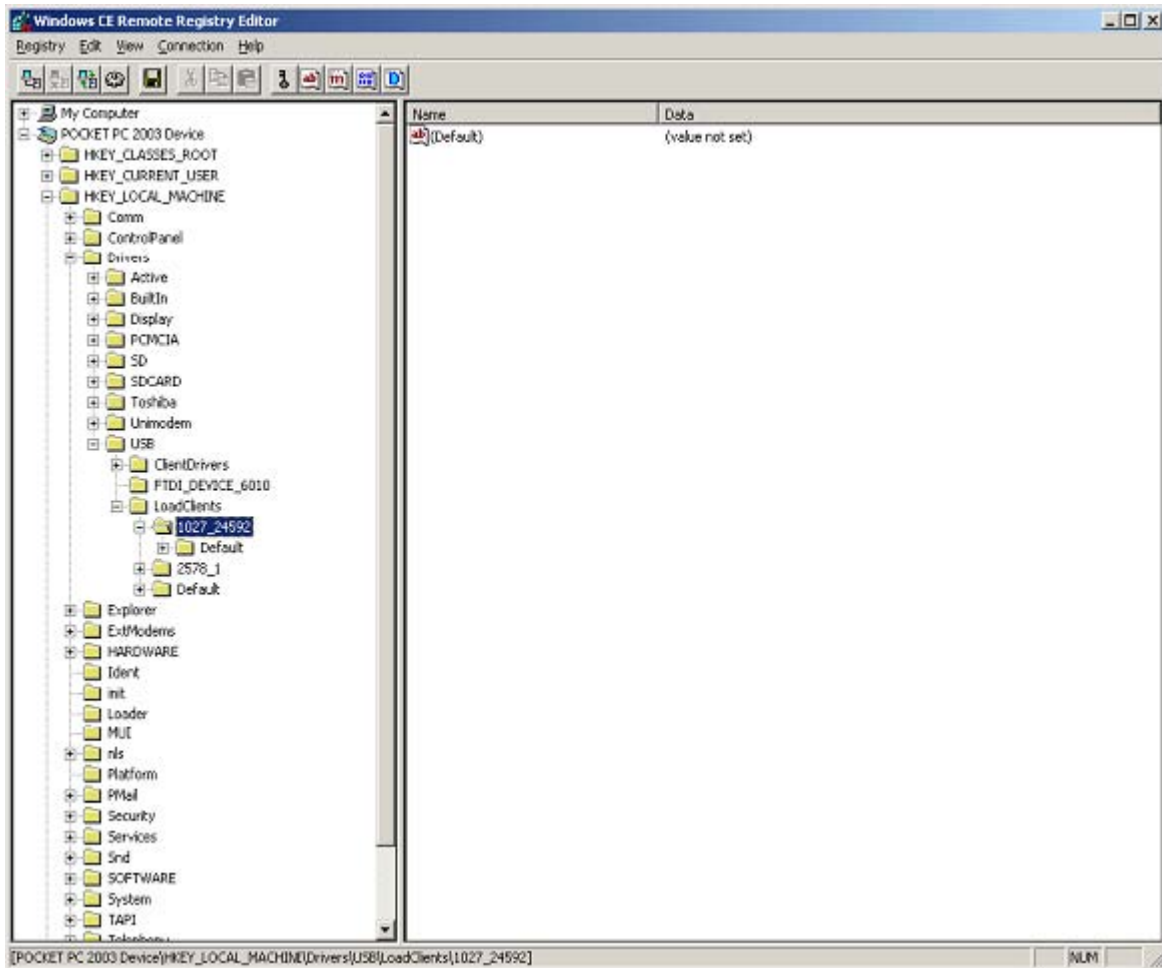 Windows CE Remote Registry Editor
Registry Edit View Connection Help
My Computer
POCKET PC 2003 Device
HKEY_CLASSES_ROOT
HKEY_CURRENT_USER
HKEY_LOCAL_MACHINE
Comm
ControlPanel
Drivers
Active
BuiltIn
Display
PCMCIA
SD
SDCARD
Toshiba
Unimodem
USB
ClientDrivers
FTDI_DEVICE_6010
LoadClients
1027_24592
Default
2578_1
Default
Explorer
ExtModems
HARDWARE
Ident
init
Loader
MUI
nls
Platform
PMail
Security
Services
Snd
SOFTWARE
System
TAPI
Telephony
Name Data
(Default) (value not set)
[POCKET PC 2003 Device\HKEY_LOCAL_MACHINE\Drivers\USB\LoadClients\1027_24592] NUM